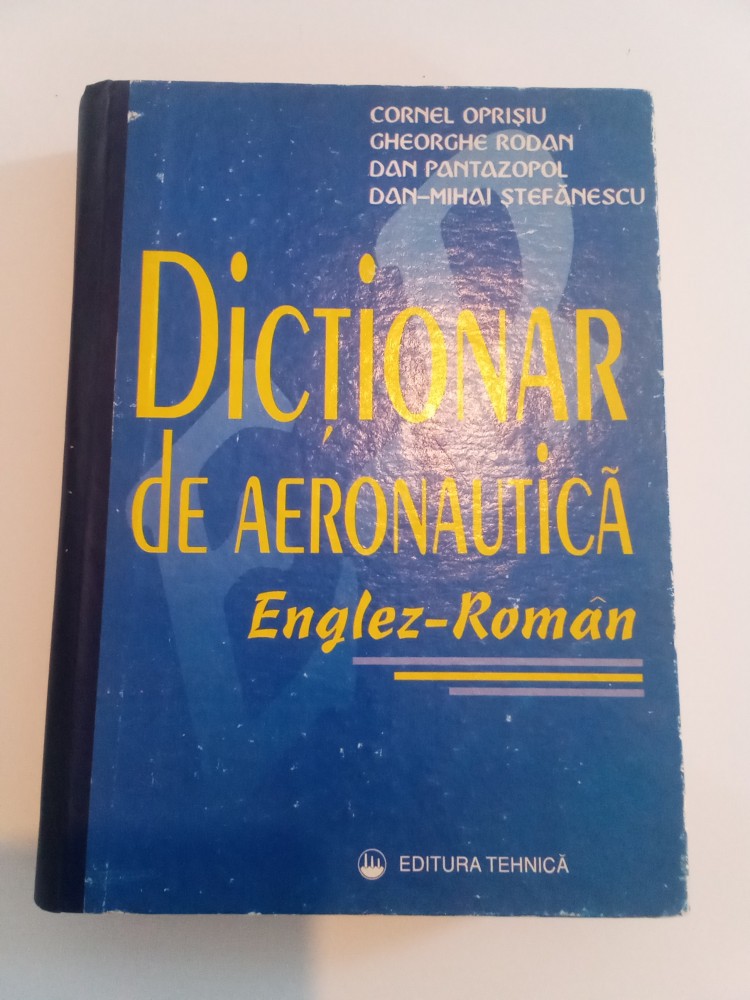 CORNEL OPRIȘIU
GHEORGHE RODAN
DAN PANTAZOPOL
DAN-MIHAI ȘTEFĂNESCU
DICȚIONAR
de AERONAUTICĂ
Englez-Român
EDITURA TEHNICĂ